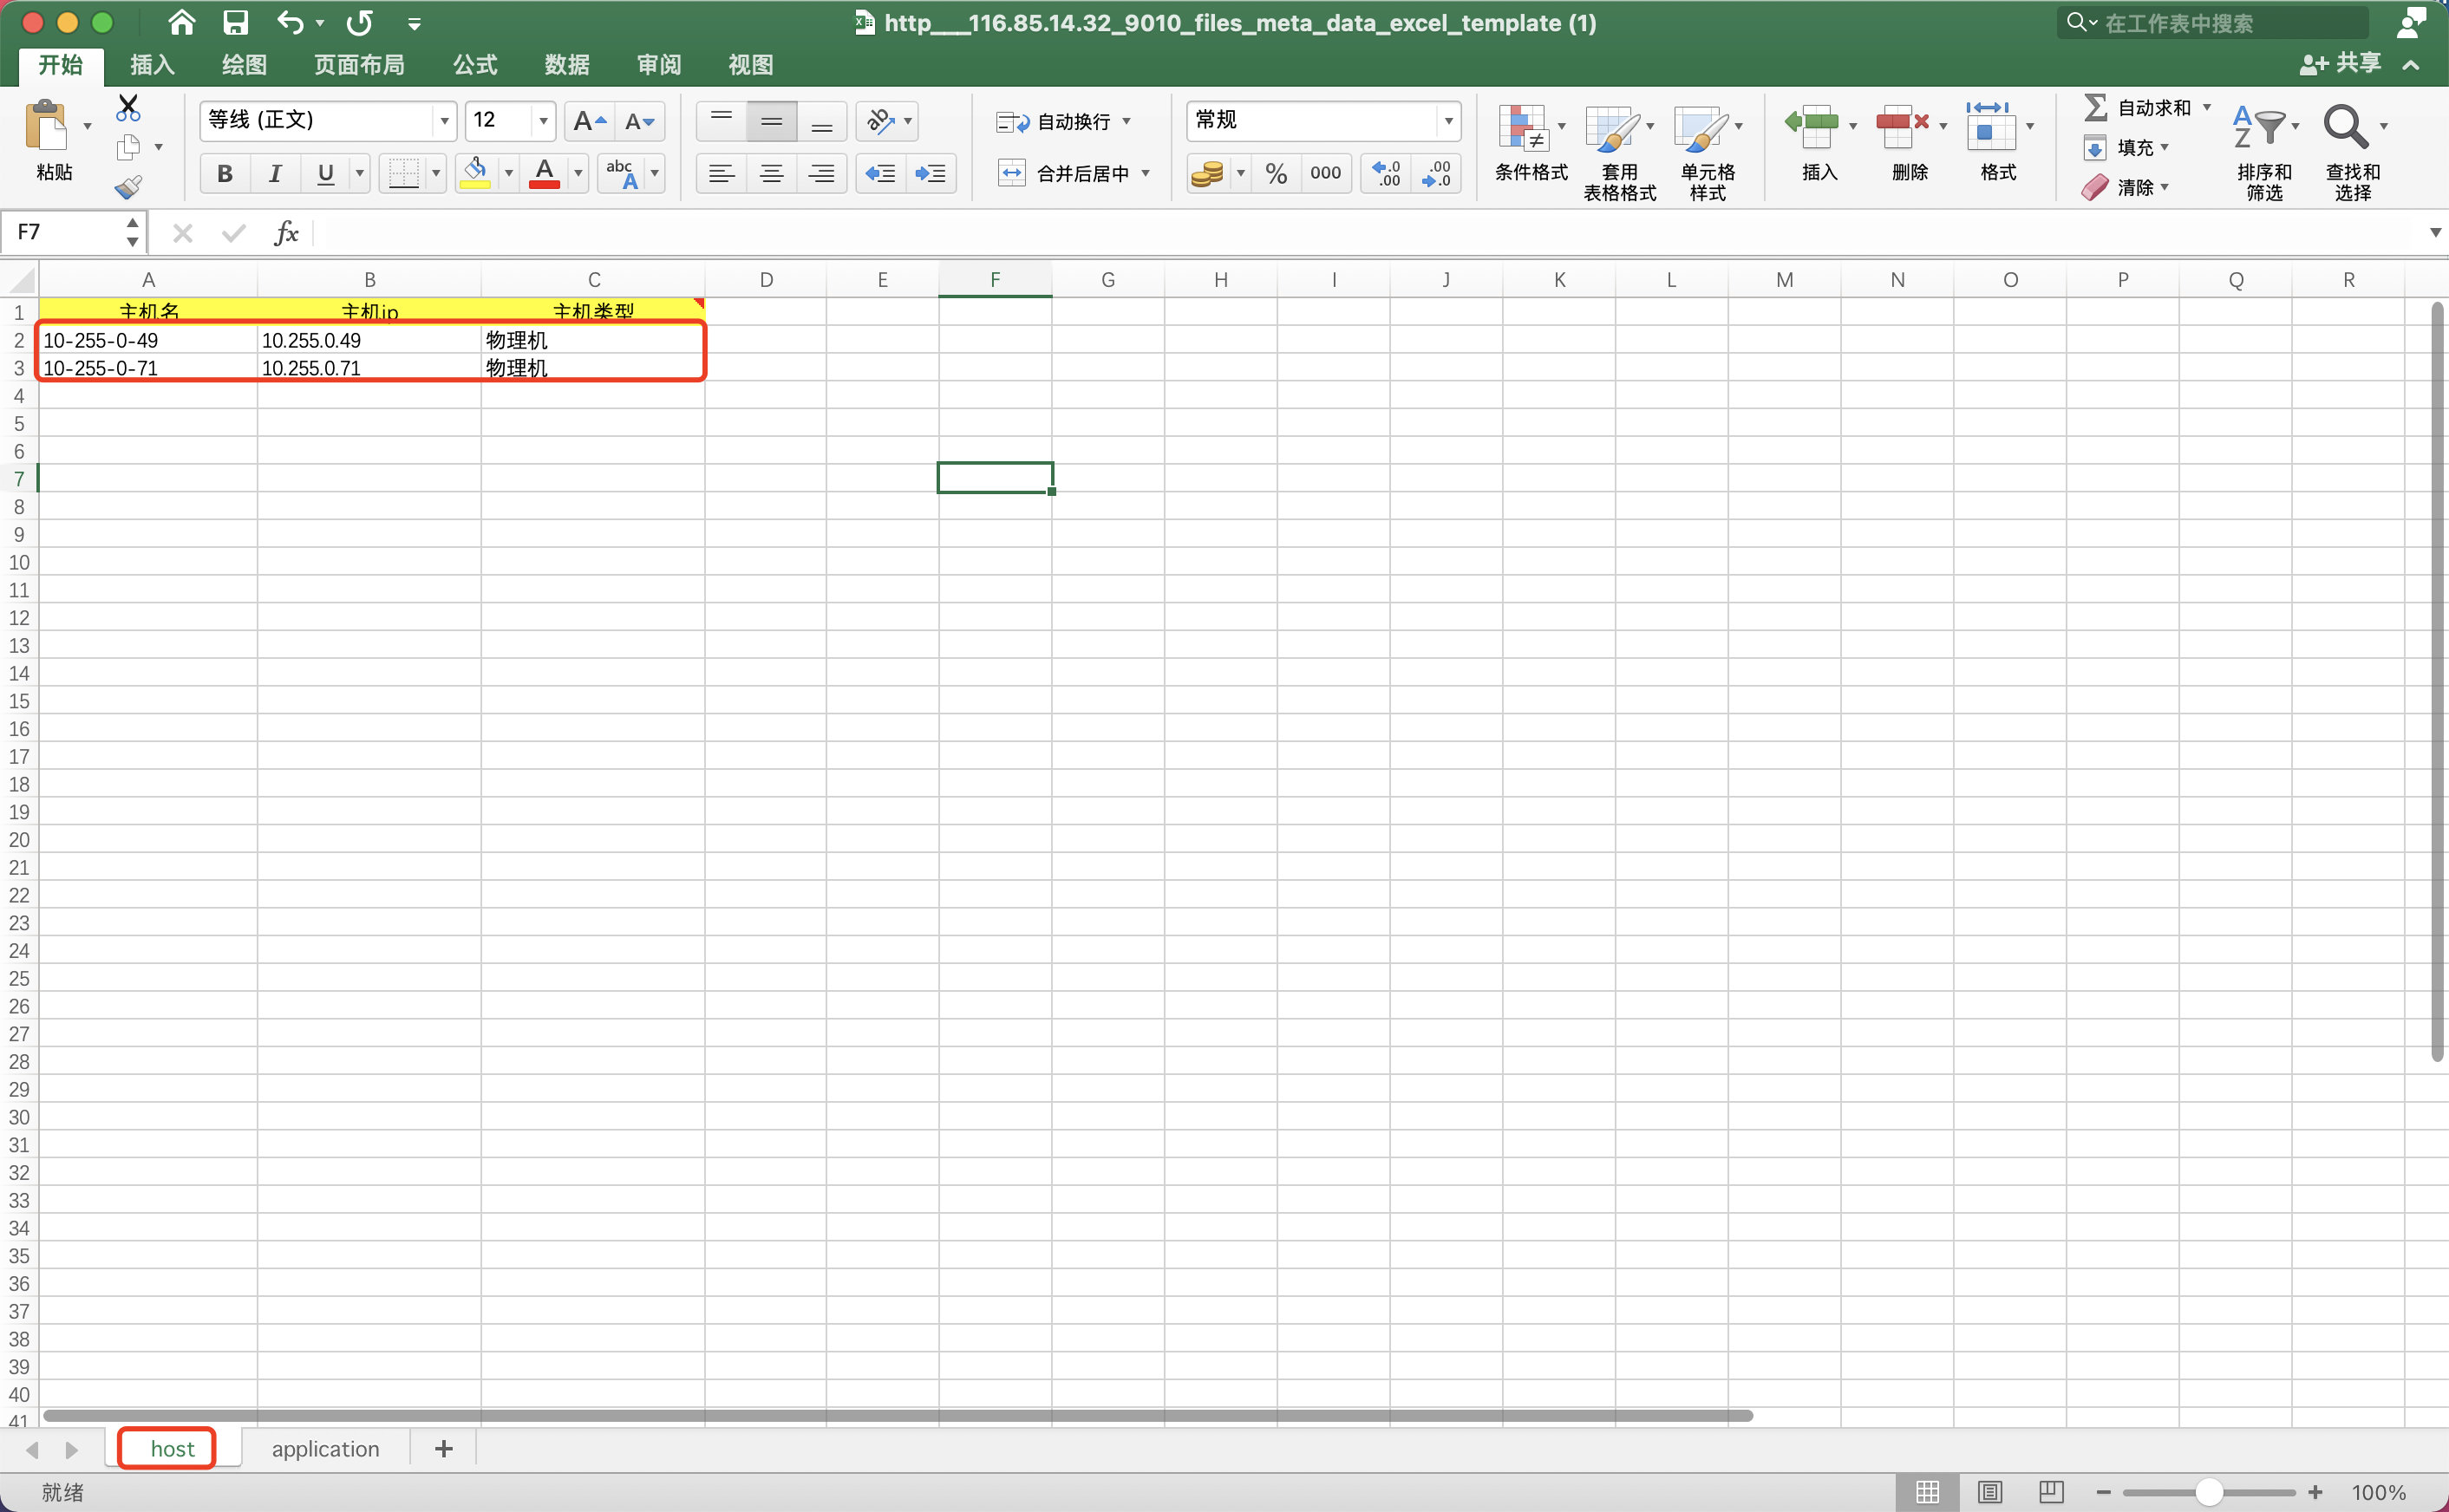 http___116.85.14.32_9010_files_meta_data_excel_template (1)
在工作表中搜索
开始 插入 绘图 页面布局 公式 数据 审阅 视图
共享
等线 (正文) 12 A A
自动换行
常规
自动求和
粘贴
B I U A abc A
合并后居中
% 000 .0 .00 .00 .0
条件格式 套用 表格格式 单元格 样式
插入 删除 格式
填充
清除
A Z 排序和 筛选
查找和 选择
F7 fx
A B C D E F G H I J K L M N O P Q R
1 主机名 主机ip 主机类型
2 10-255-0-49 10.255.0.49 物理机
3 10-255-0-71 10.255.0.71 物理机
4
5
6
7
8
9
10
11
12
13
14
15
16
17
18
19
20
21
22
23
24
25
26
27
28
29
30
31
32
33
34
35
36
37
38
39
40
41
host application +
就绪
100%